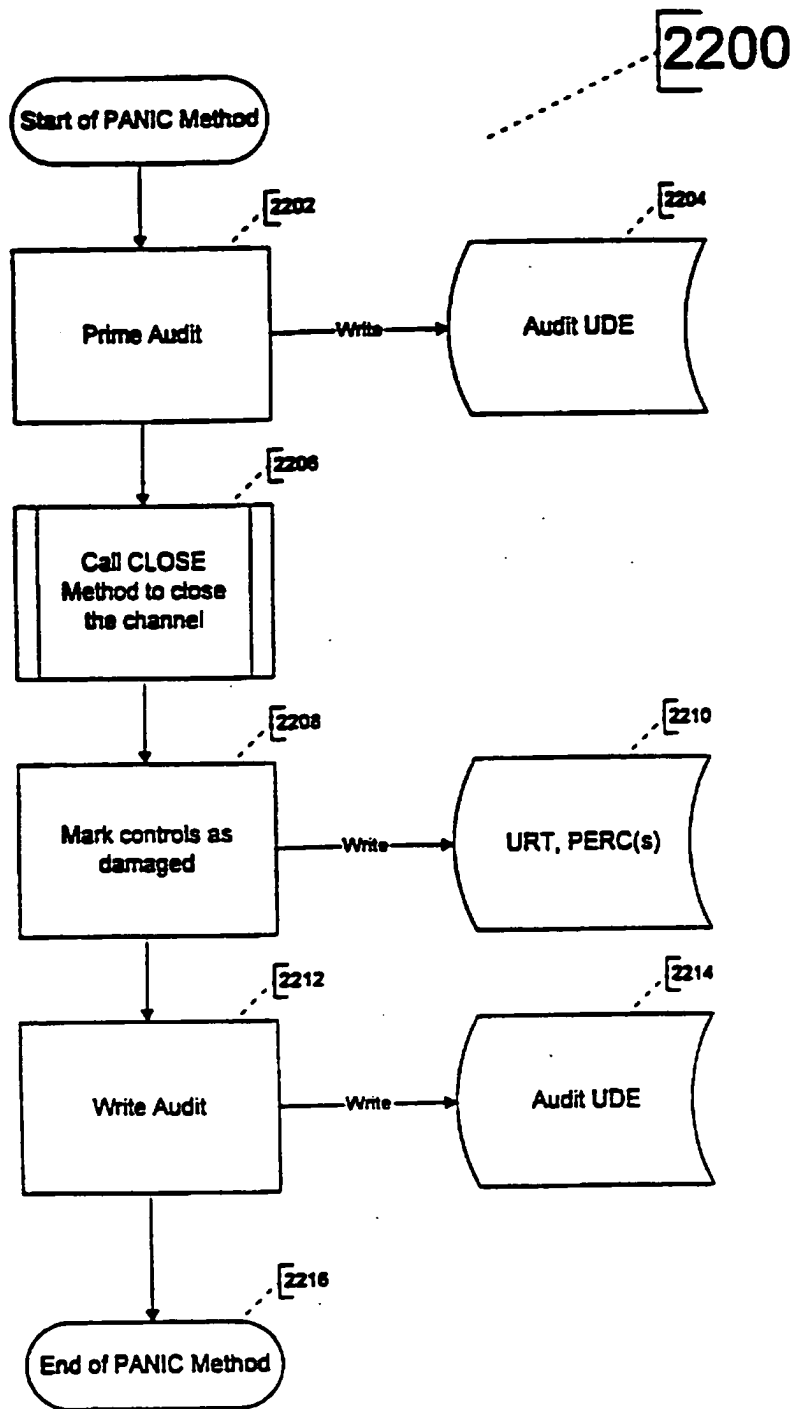 2200
Start of PANIC Method
2202
2204
Prime Audit
Write
Audit UDE
2206
Call CLOSE
Method to close
the channel
2208
2210
Mark controls as
damaged
Write
URT, PERC(s)
2212
2214
Write Audit
Write
Audit UDE
2216
End of PANIC Method